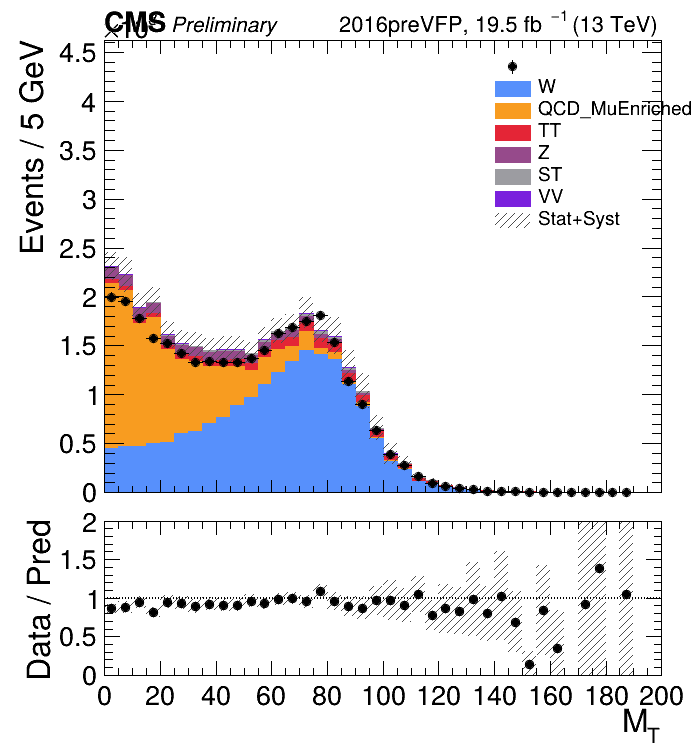 CMS Preliminary 2016preVFP, 19.5 fb⁻¹ (13 TeV)
Events / 5 GeV
4.5
4
3.5
3
2.5
2
1.5
1
0.5
0
W
QCD_MuEnriched
TT
Z
ST
VV
Stat+Syst
Data / Pred
2
1.5
1
0.5
0
0 20 40 60 80 100 120 140 160 180 200
M_T